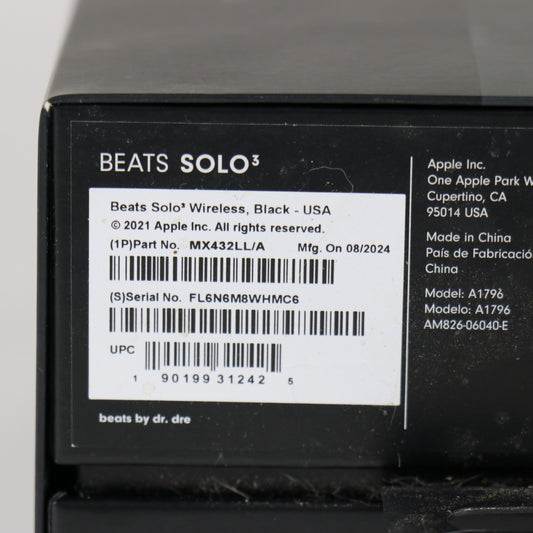 BEATS SOLO³
Beats Solo³ Wireless, Black - USA
© 2021 Apple Inc. All rights reserved.
(1P)Part No. MX432LL/A Mfg. On 08/2024
(S)Serial No. FL6N6M8WHMC6
UPC
1 90199 31242 5
beats by dr. dre
Apple Inc.
One Apple Park W
Cupertino, CA
95014 USA
Made in China
País de Fabricació
China
Model: A1796
Modelo: A1796
AM826-06040-E